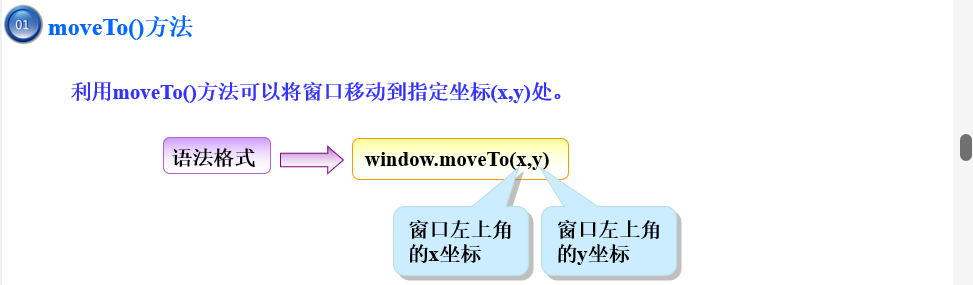 01
moveTo()方法
利用moveTo()方法可以将窗口移动到指定坐标(x,y)处。
语法格式
window.moveTo(x,y)
窗口左上角
的x坐标
窗口左上角
的y坐标